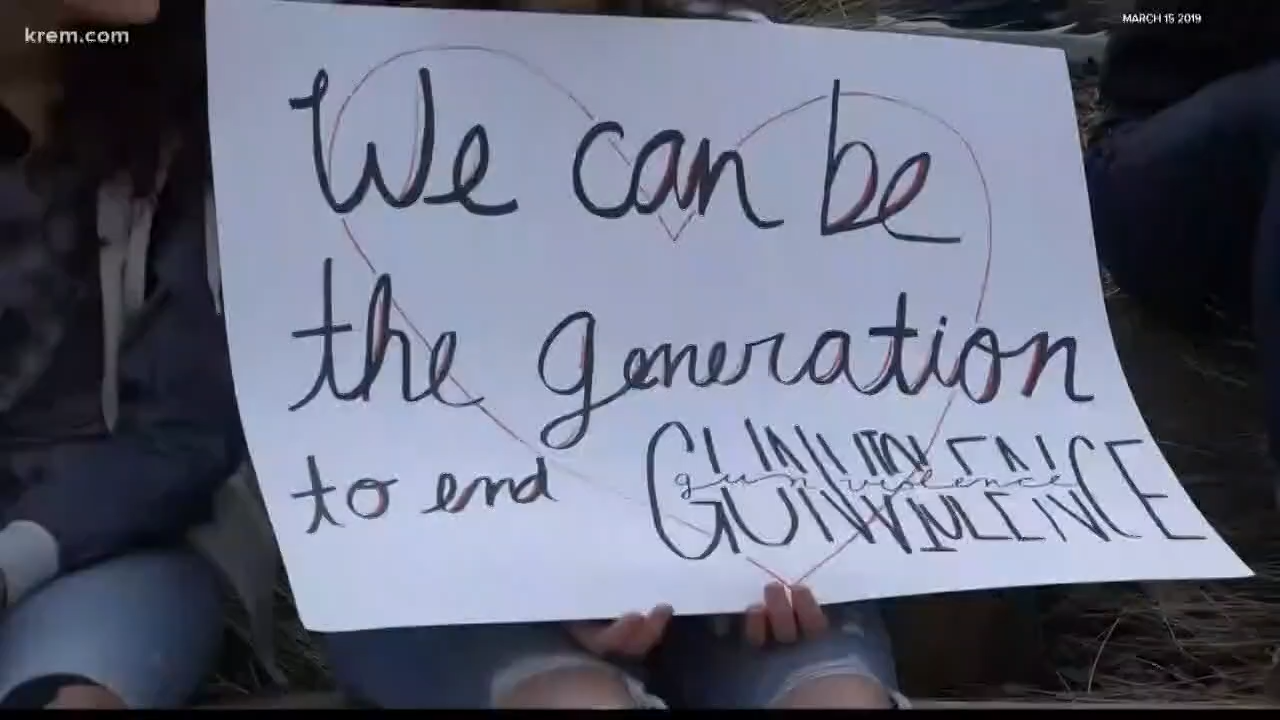 krem.com
MARCH 15 2019
We can be
the generation
to end GUN VIOLENCE
gun violence